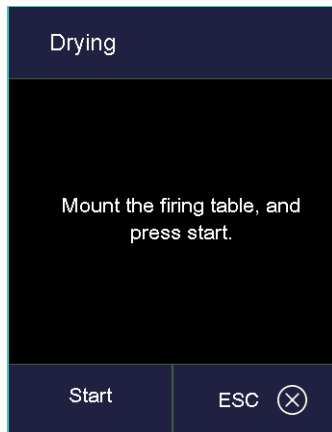 Drying
Mount the firing table, and
press start.
Start
ESC